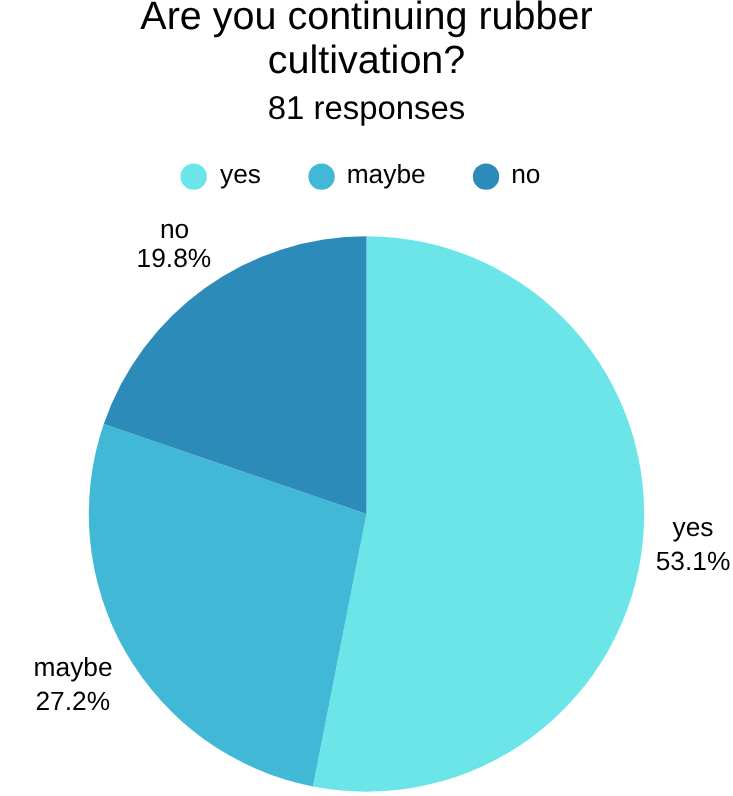 Are you continuing rubber
cultivation?
81 responses
yes maybe no
no
19.8%
yes
53.1%
maybe
27.2%